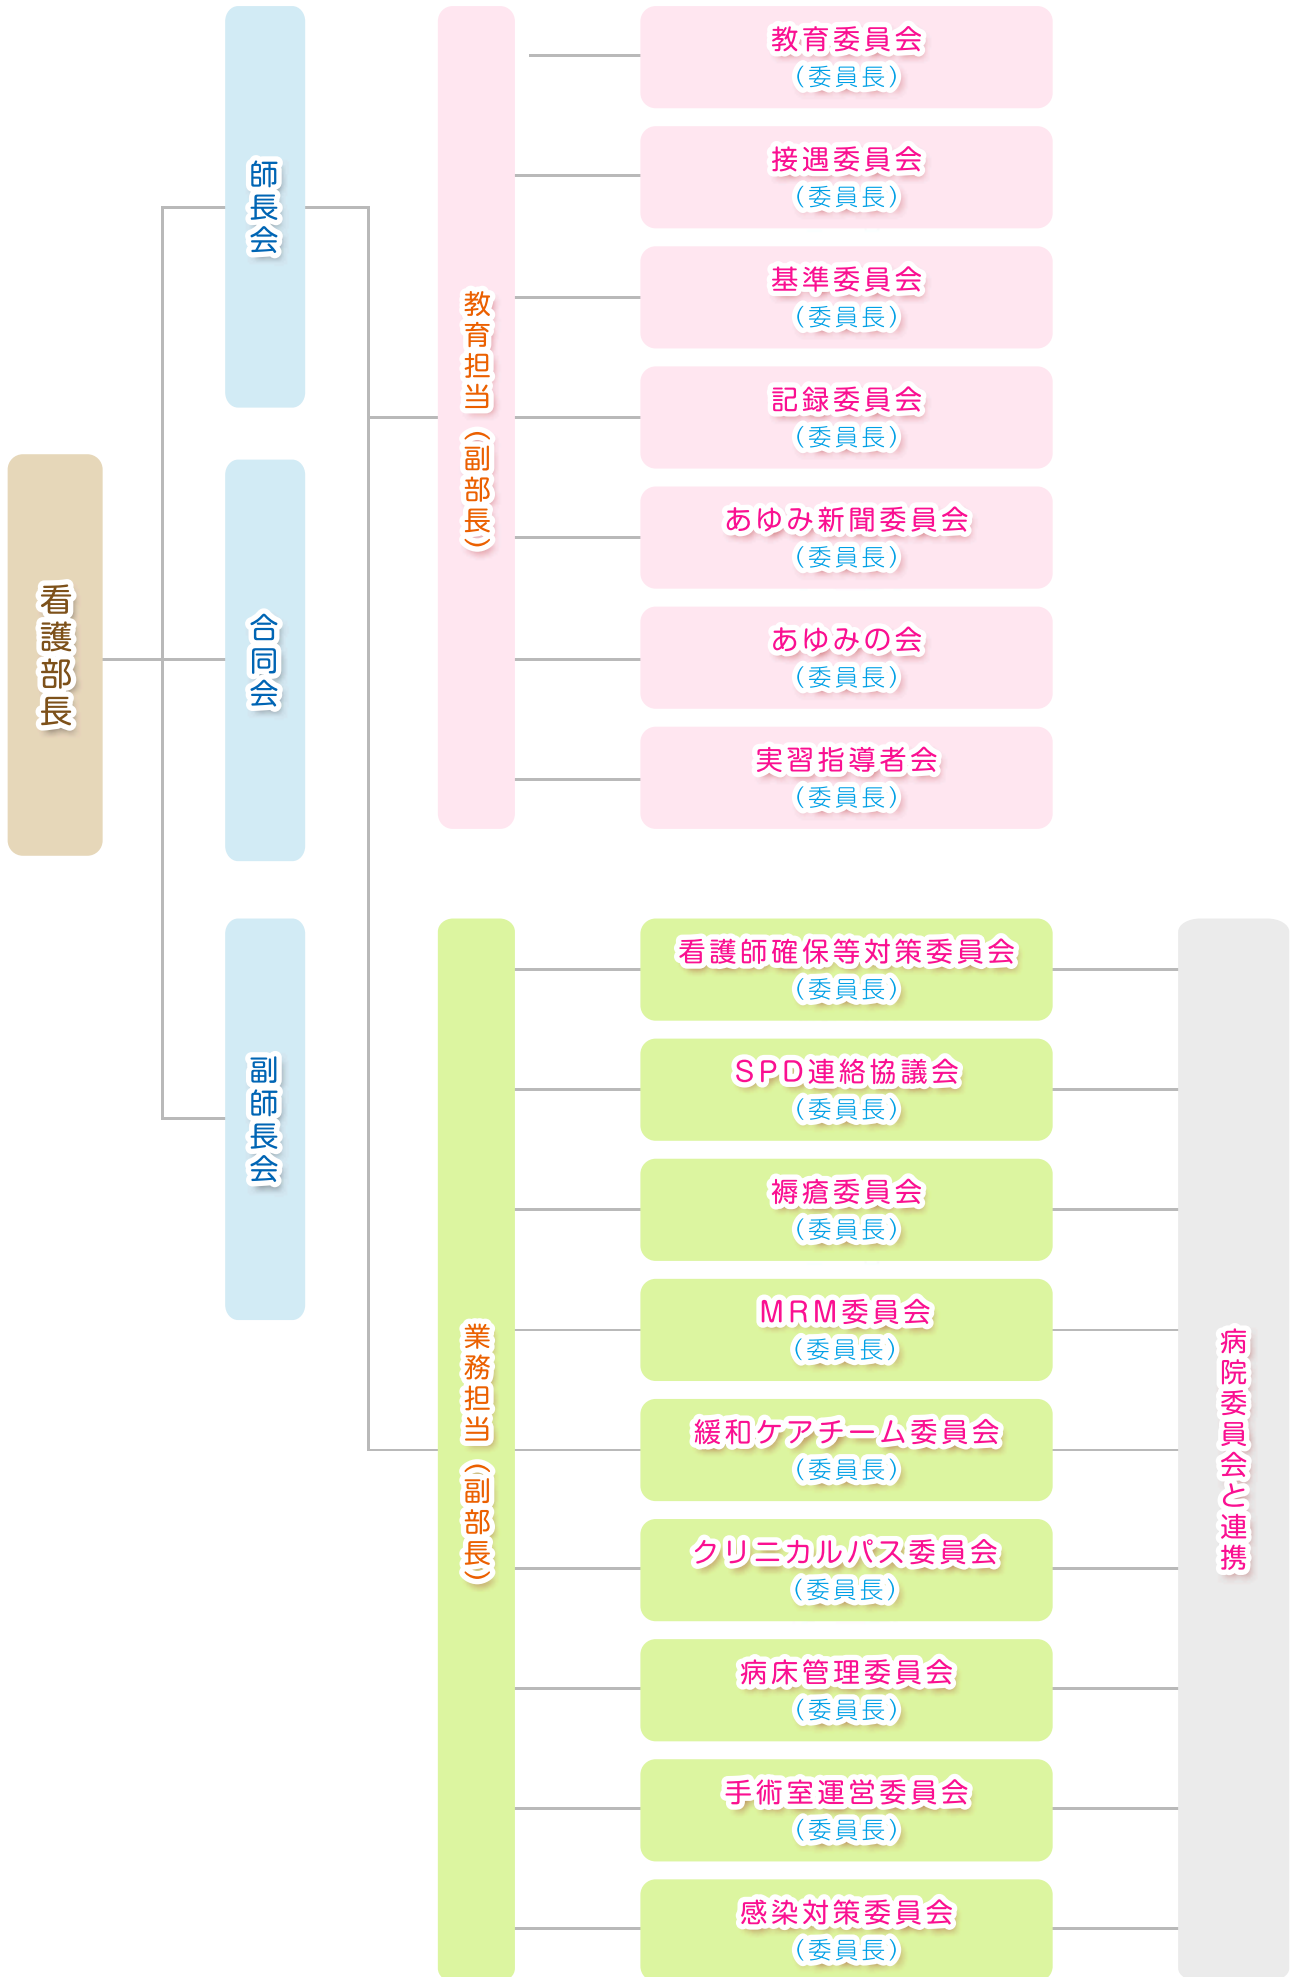 看護部長
師長会
合同会
副師長会
教育担当（副部長）
教育委員会
（委員長）
接遇委員会
（委員長）
基準委員会
（委員長）
記録委員会
（委員長）
あゆみ新聞委員会
（委員長）
あゆみの会
（委員長）
実習指導者会
（委員長）
業務担当（副部長）
看護師確保等対策委員会
（委員長）
SPD連絡協議会
（委員長）
褥瘡委員会
（委員長）
MRM委員会
（委員長）
緩和ケアチーム委員会
（委員長）
クリニカルパス委員会
（委員長）
病床管理委員会
（委員長）
手術室運営委員会
（委員長）
感染対策委員会
（委員長）
病院委員会と連携